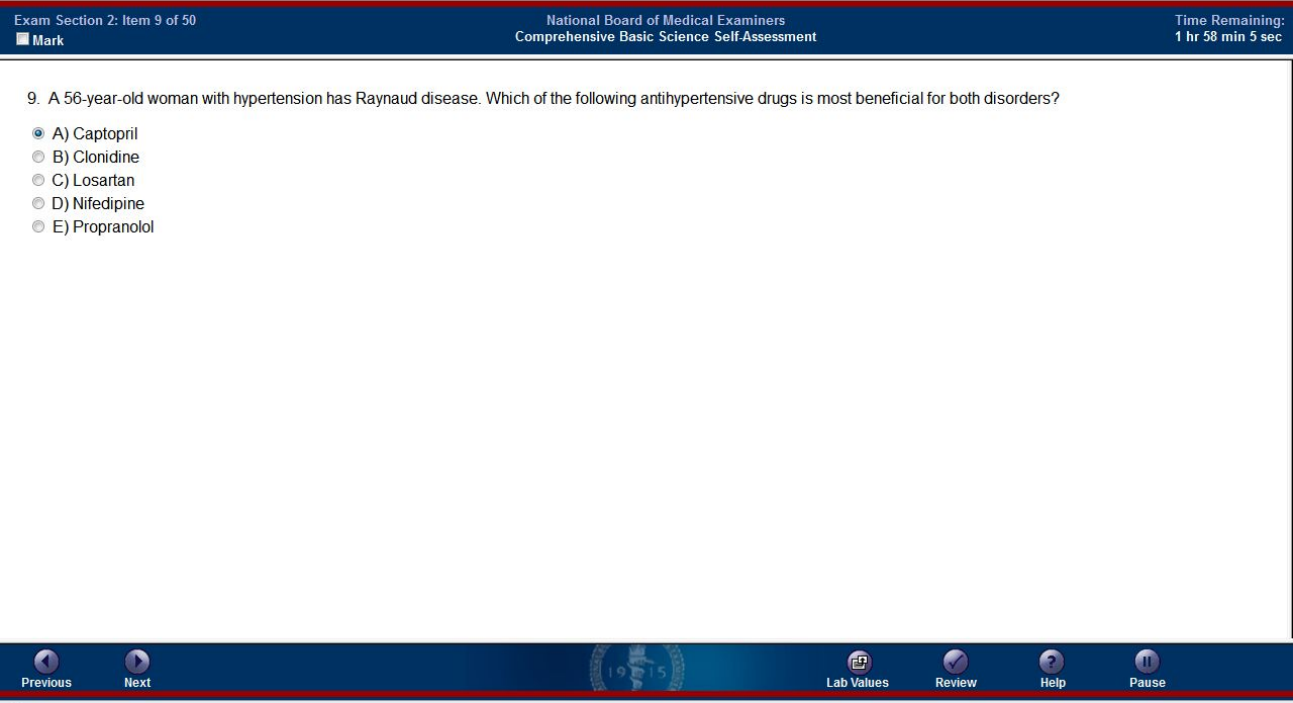 Exam Section 2: Item 9 of 50
National Board of Medical Examiners
Time Remaining:
Mark
Comprehensive Basic Science Self-Assessment
1 hr 58 min 5 sec
9. A 56-year-old woman with hypertension has Raynaud disease. Which of the following antihypertensive drugs is most beneficial for both disorders?
A) Captopril
B) Clonidine
C) Losartan
D) Nifedipine
E) Propranolol
1915
Previous
Next
Lab Values
Review
Help
Pause